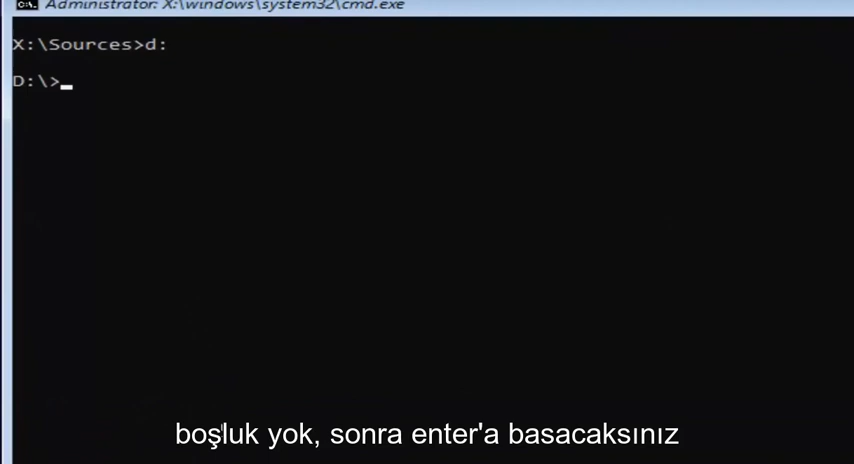 Administrator: X:\windows\system32\cmd.exe
X:\Sources>d:
D:\>_
boşluk yok, sonra enter'a basacaksınız